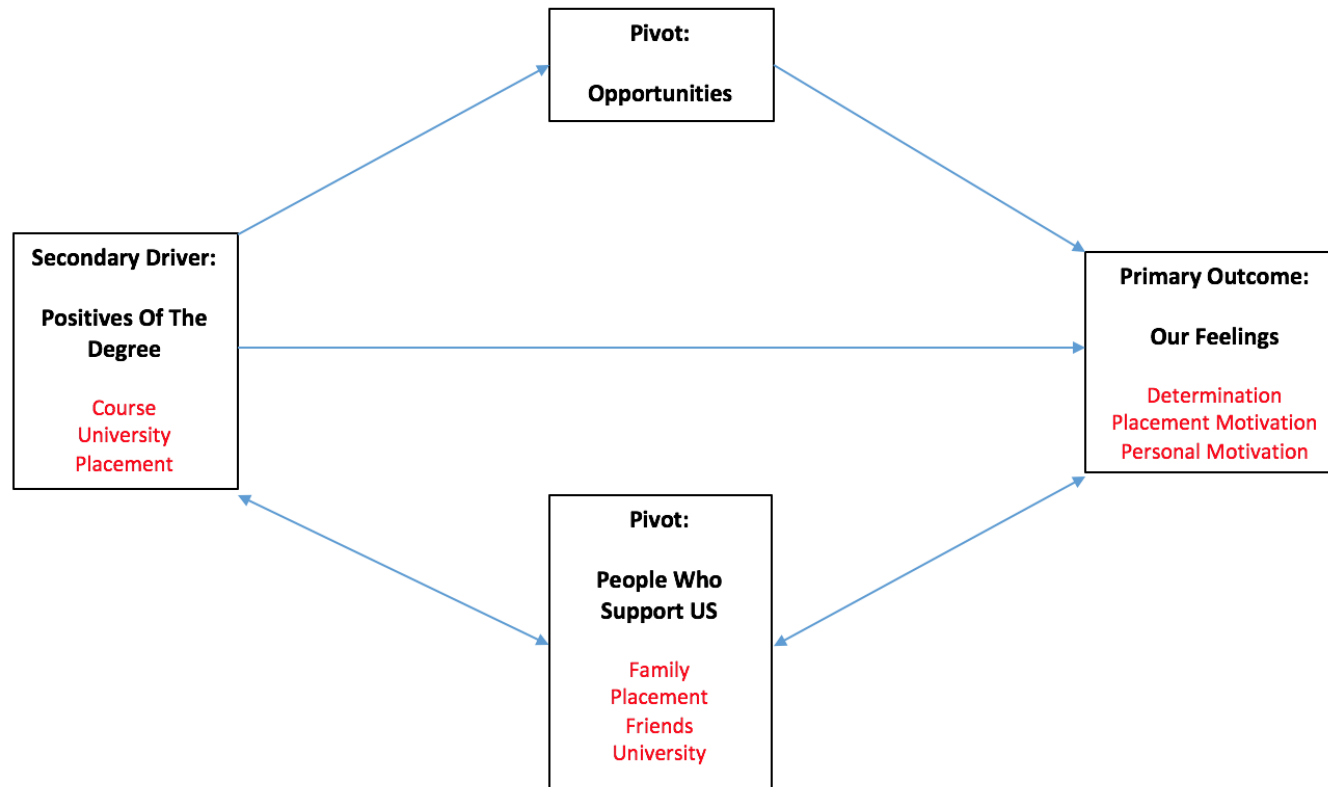 Pivot:
Opportunities
Secondary Driver:
Positives Of The
Degree
Course
University
Placement
Primary Outcome:
Our Feelings
Determination
Placement Motivation
Personal Motivation
Pivot:
People Who
Support US
Family
Placement
Friends
University